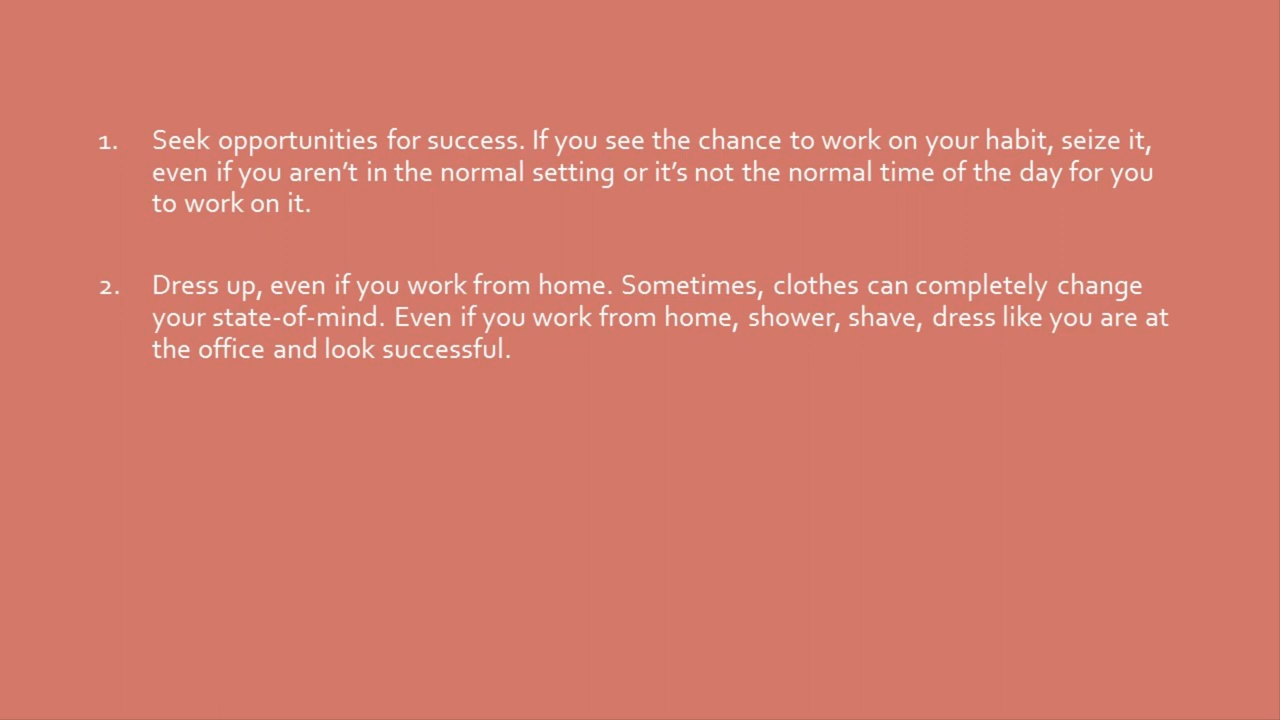 1. Seek opportunities for success. If you see the chance to work on your habit, seize it,
even if you aren’t in the normal setting or it’s not the normal time of the day for you
to work on it.
2. Dress up, even if you work from home. Sometimes, clothes can completely change
your state-of-mind. Even if you work from home, shower, shave, dress like you are at
the office and look successful.